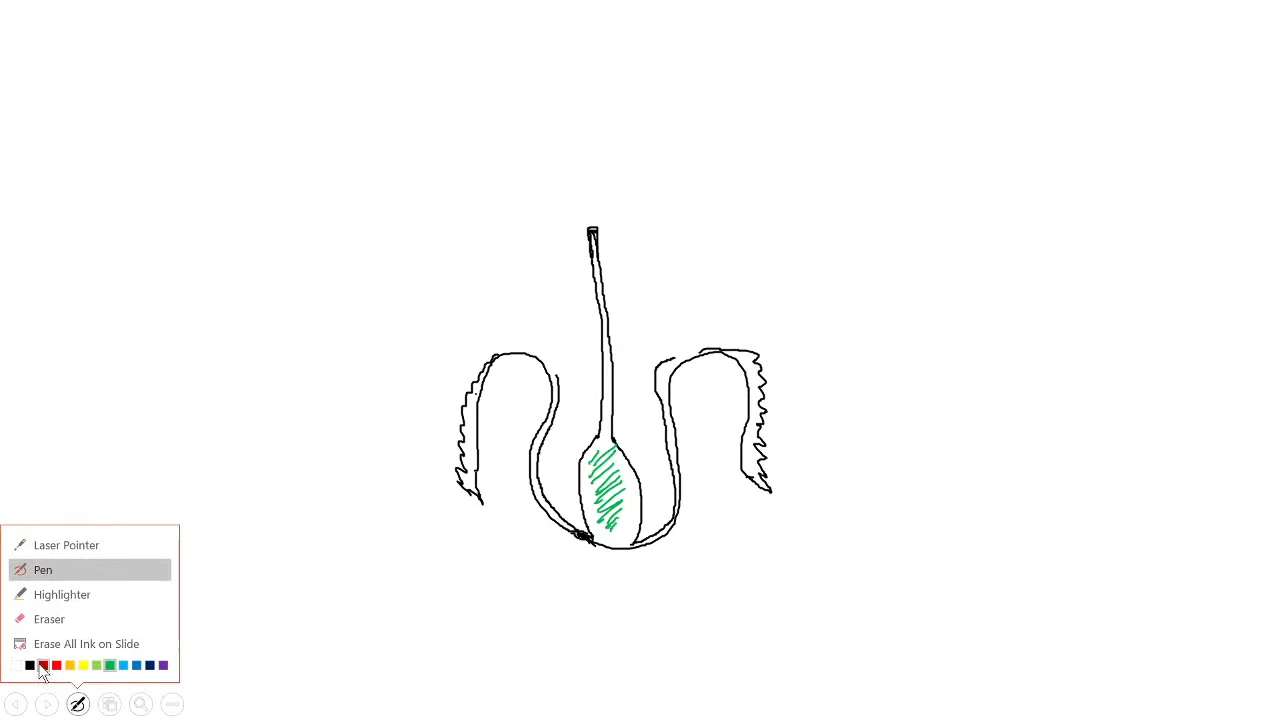 Laser Pointer
Pen
Highlighter
Eraser
Erase All Ink on Slide